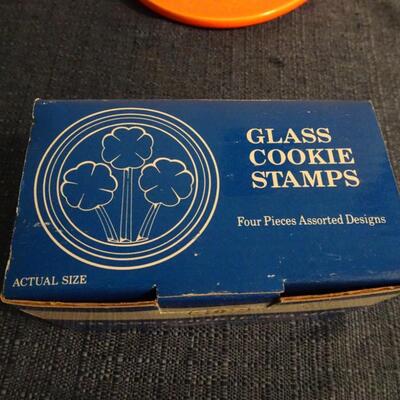 GLASS
COOKIE
STAMPS
Four Pieces Assorted Designs
ACTUAL SIZE